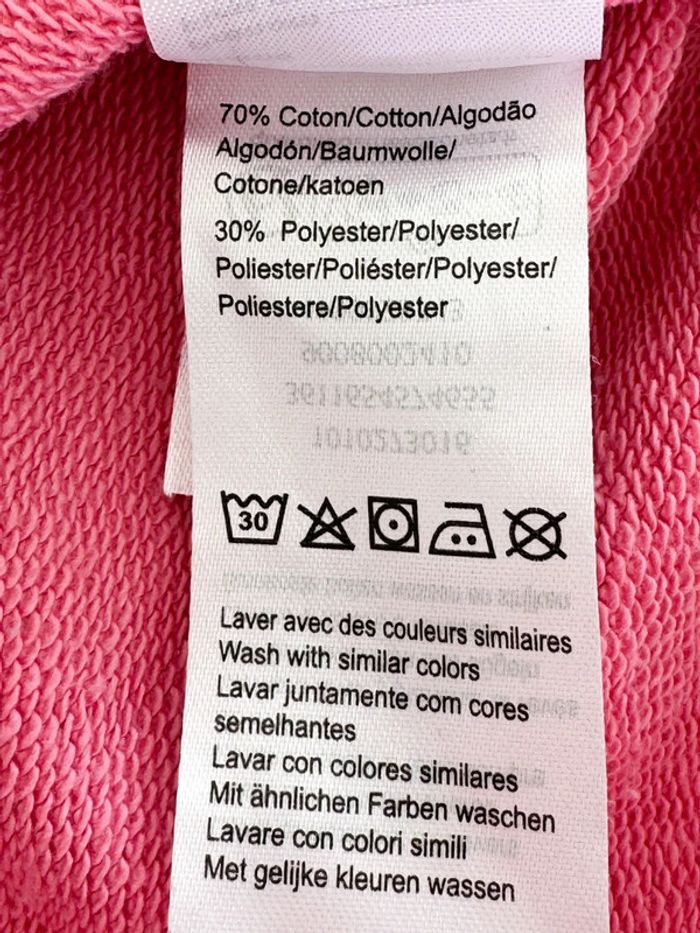 70% Coton/Cotton/Algodão
Algodón/Baumwolle/
Cotone/katoen
30% Polyester/Polyester/
Poliester/Poliéster/Polyester/
Poliestere/Polyester
30
Laver avec des couleurs similaires
Wash with similar colors
Lavar juntamente com cores
semelhantes
Lavar con colores similares
Mit ähnlichen Farben waschen
Lavare con colori simili
Met gelijke kleuren wassen